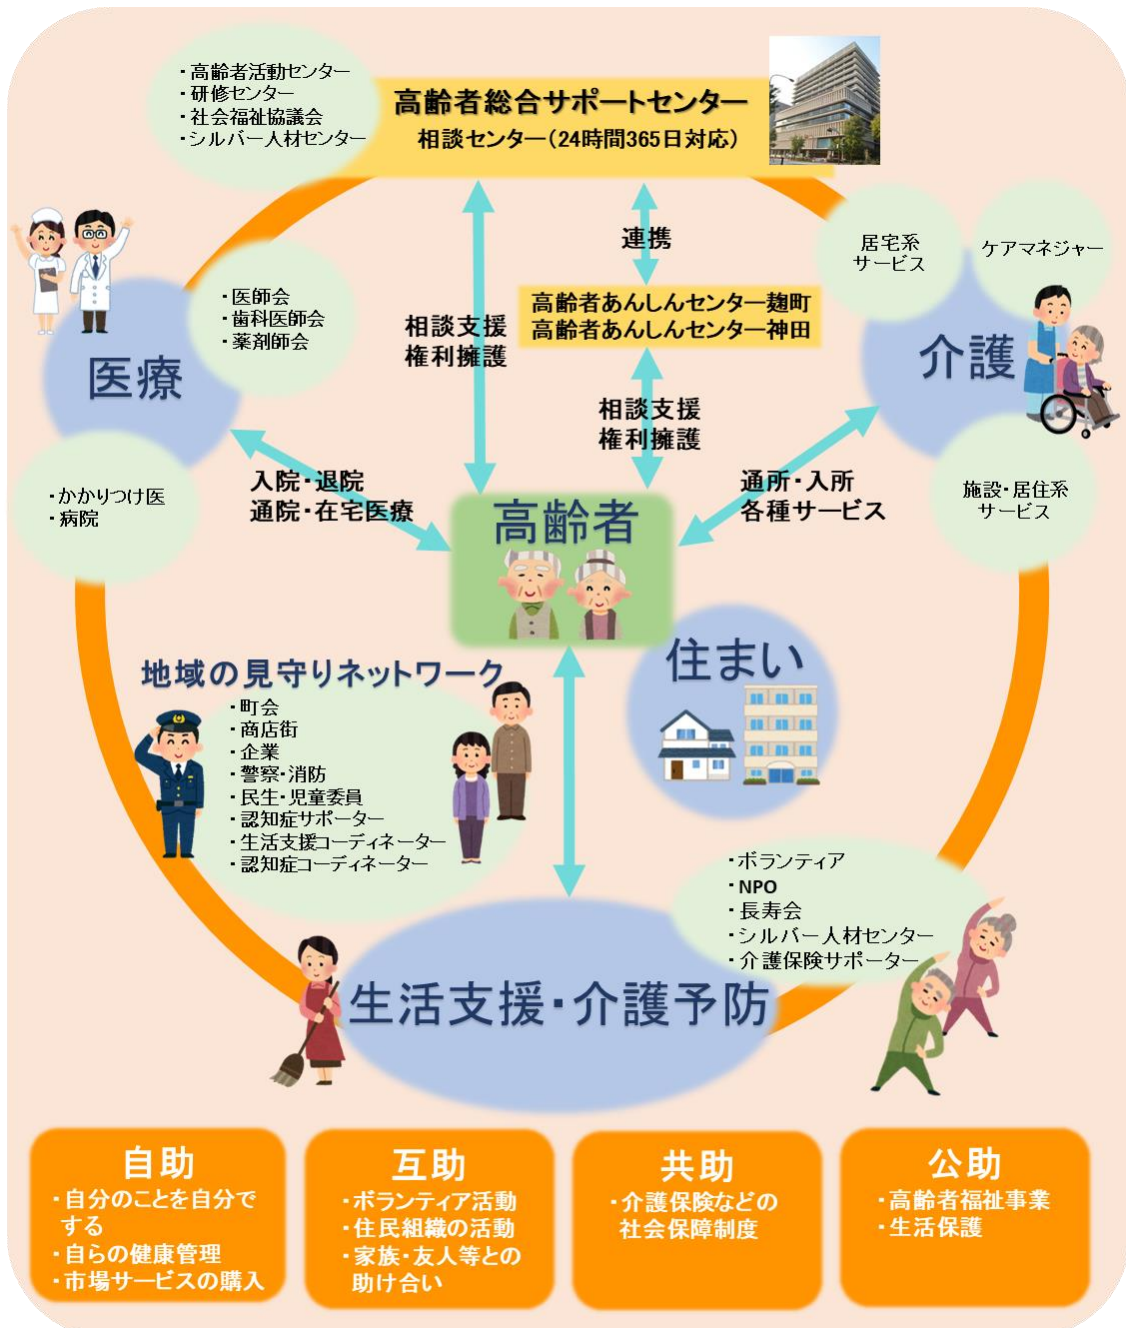 ・高齢者活動センター
・研修センター
・社会福祉協議会
・シルバー人材センター
高齢者総合サポートセンター
相談センター（24時間365日対応）
連携
居宅系
サービス
ケアマネジャー
高齢者あんしんセンター麹町
高齢者あんしんセンター神田
・医師会
・歯科医師会
・薬剤師会
医療
相談支援
権利擁護
介護
相談支援
権利擁護
・かかりつけ医
・病院
入院・退院
通院・在宅医療
通所・入所
各種サービス
施設・居住系
サービス
高齢者
住まい
地域の見守りネットワーク
・町会
・商店街
・企業
・警察・消防
・民生・児童委員
・認知症サポーター
・生活支援コーディネーター
・認知症コーディネーター
・ボランティア
・NPO
・長寿会
・シルバー人材センター
・介護保険サポーター
生活支援・介護予防
自助
・自分のことを自分で
する
・自らの健康管理
・市場サービスの購入
互助
・ボランティア活動
・住民組織の活動
・家族・友人等との
助け合い
共助
・介護保険などの
社会保障制度
公助
・高齢者福祉事業
・生活保護